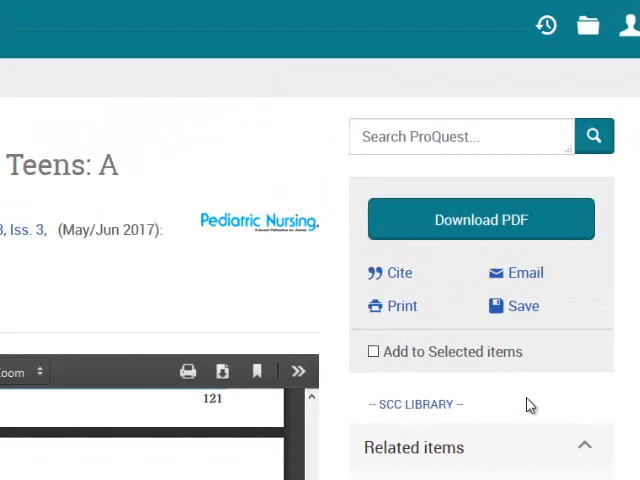 Search ProQuest...
Teens: A
3, Iss. 3, (May/Jun 2017):
Pediatric Nursing.
Download PDF
Cite
Email
Print
Save
Add to Selected items
Zoom
121
-- SCC LIBRARY --
Related items